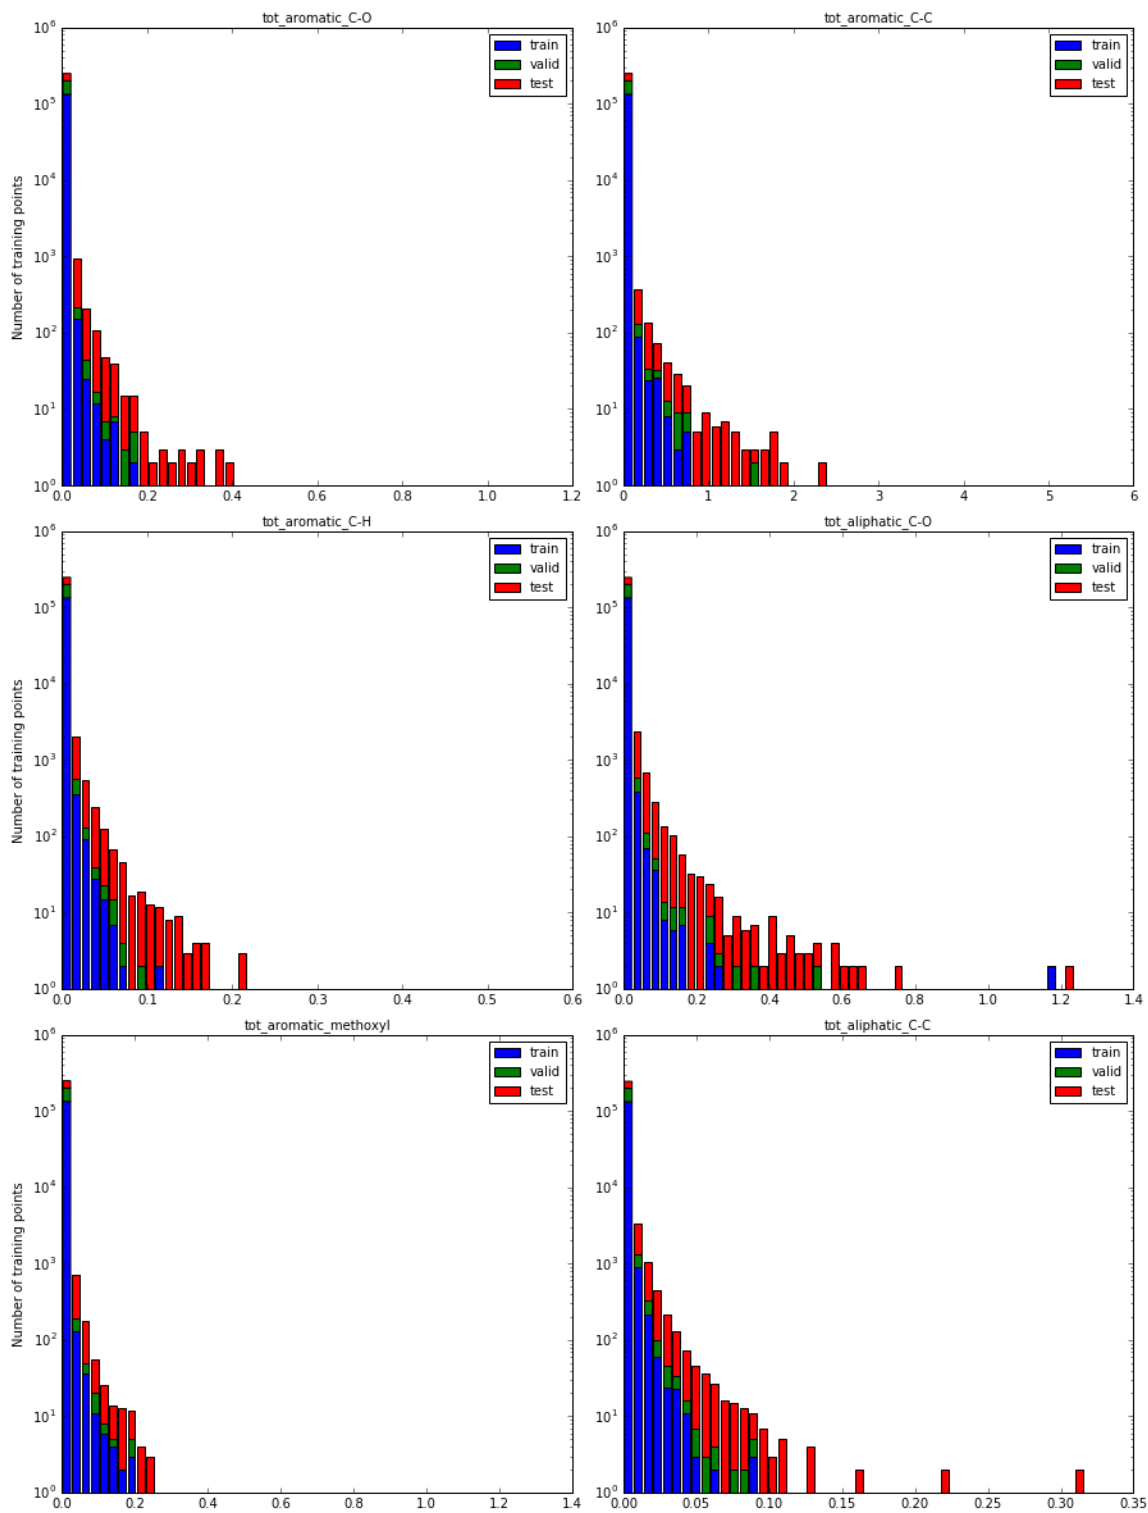 tot_aromatic_C-O
10^6
10^5
10^4
10^3
10^2
10^1
10^0
Number of training points
train
valid
test
0.0 0.2 0.4 0.6 0.8 1.0 1.2
tot_aromatic_C-C
10^6
10^5
10^4
10^3
10^2
10^1
10^0
train
valid
test
0 1 2 3 4 5 6
tot_aromatic_C-H
10^6
10^5
10^4
10^3
10^2
10^1
10^0
Number of training points
train
valid
test
0.0 0.1 0.2 0.3 0.4 0.5 0.6
tot_aliphatic_C-O
10^6
10^5
10^4
10^3
10^2
10^1
10^0
train
valid
test
0.0 0.2 0.4 0.6 0.8 1.0 1.2 1.4
tot_aromatic_methoxyl
10^6
10^5
10^4
10^3
10^2
10^1
10^0
Number of training points
train
valid
test
0.0 0.2 0.4 0.6 0.8 1.0 1.2 1.4
tot_aliphatic_C-C
10^6
10^5
10^4
10^3
10^2
10^1
10^0
train
valid
test
0.00 0.05 0.10 0.15 0.20 0.25 0.30 0.35